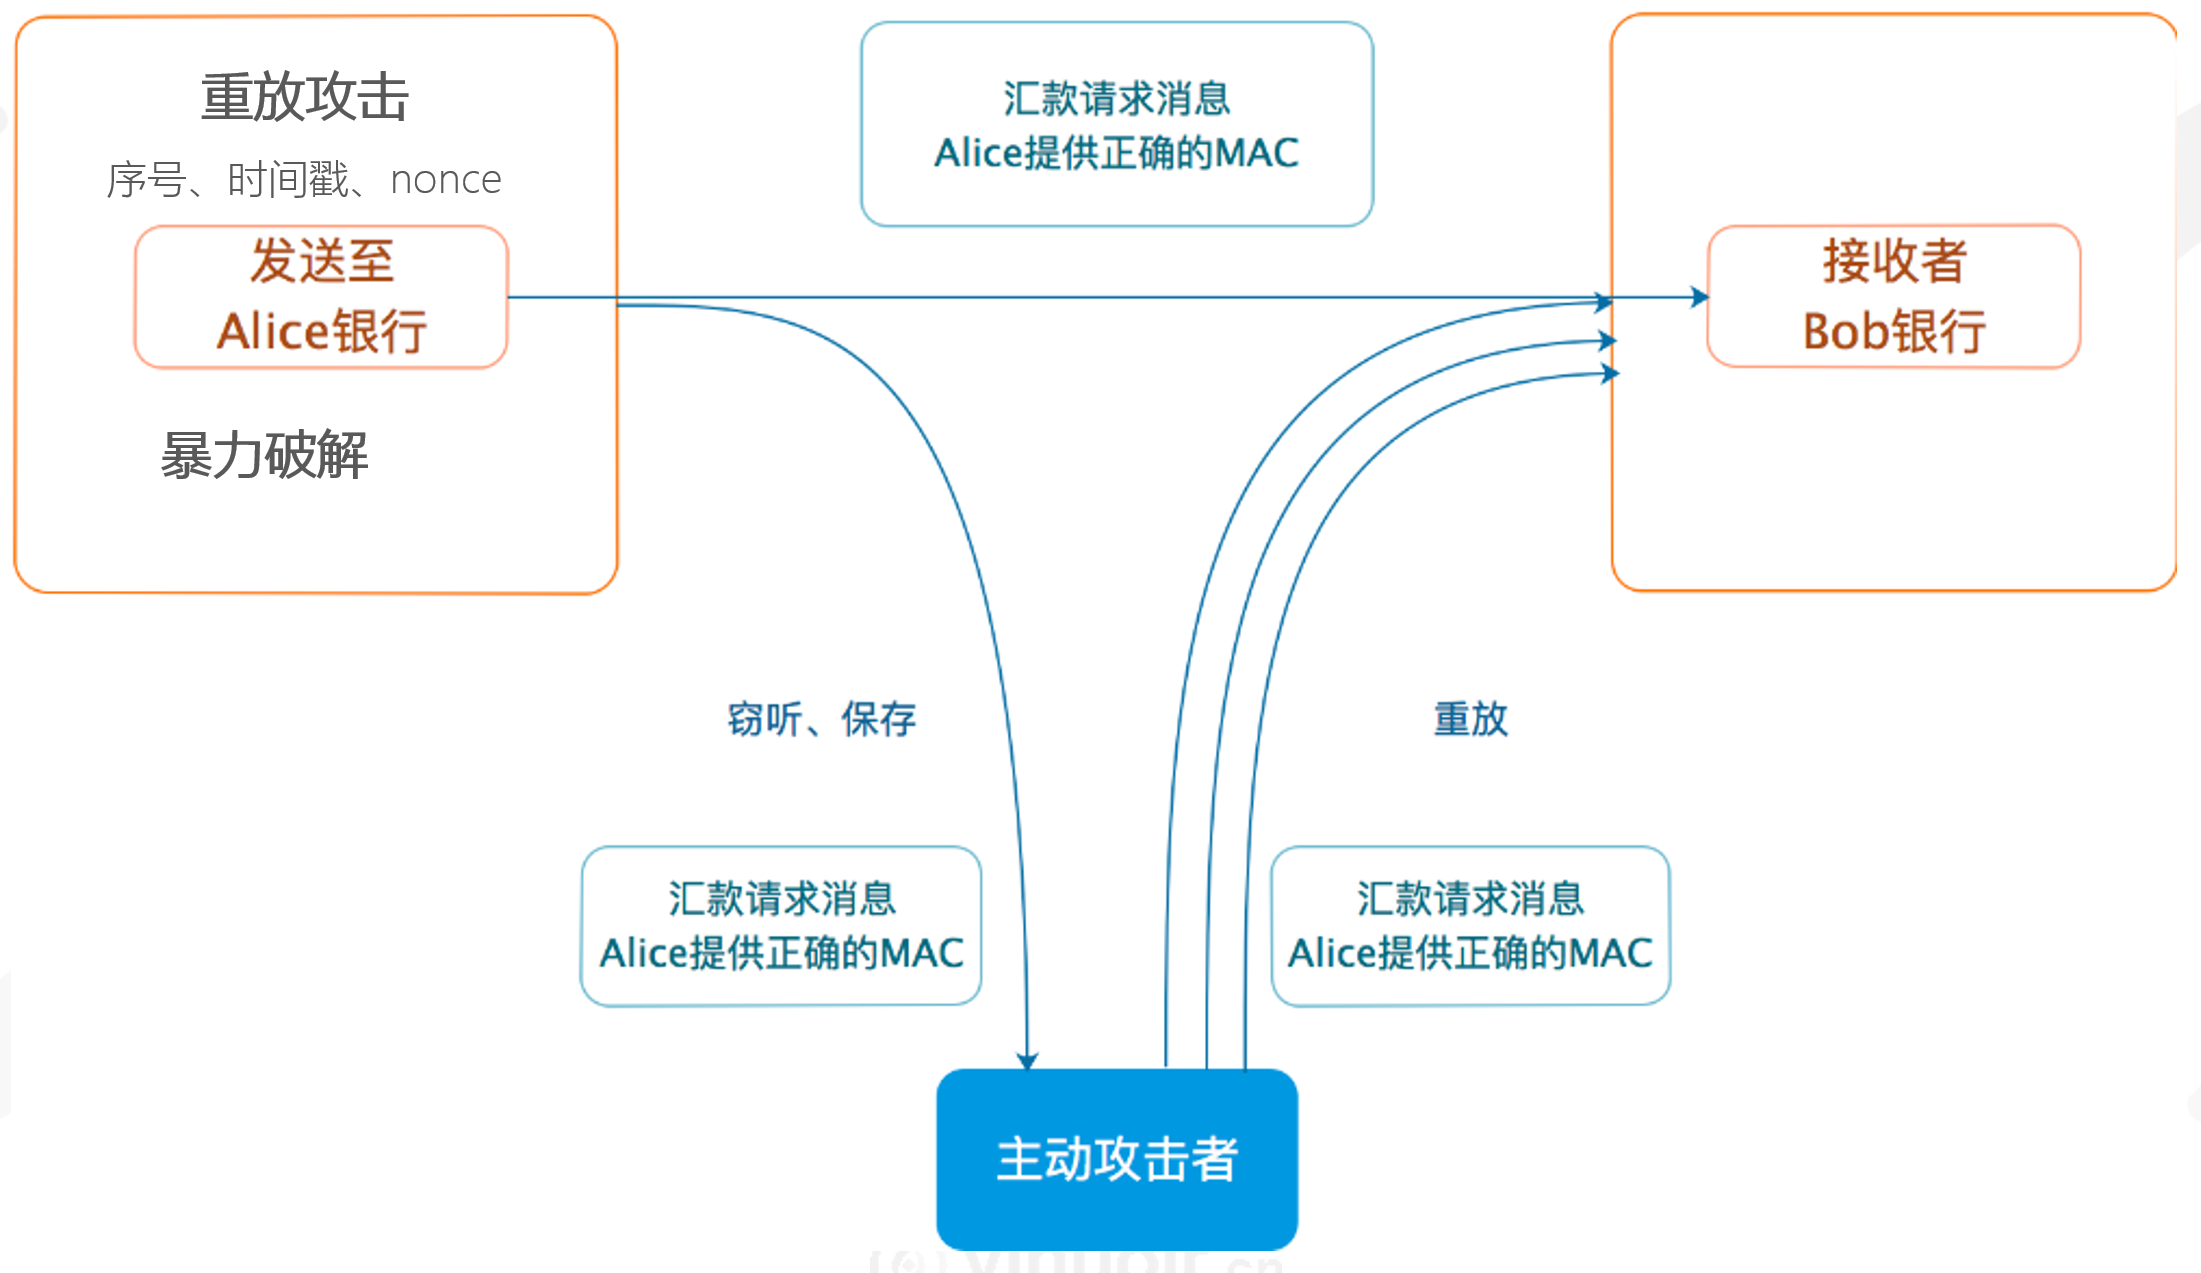 重放攻击
序号、时间戳、nonce
发送至
Alice银行
暴力破解
汇款请求消息
Alice提供正确的MAC
接收者
Bob银行
窃听、保存
重放
汇款请求消息
Alice提供正确的MAC
汇款请求消息
Alice提供正确的MAC
主动攻击者